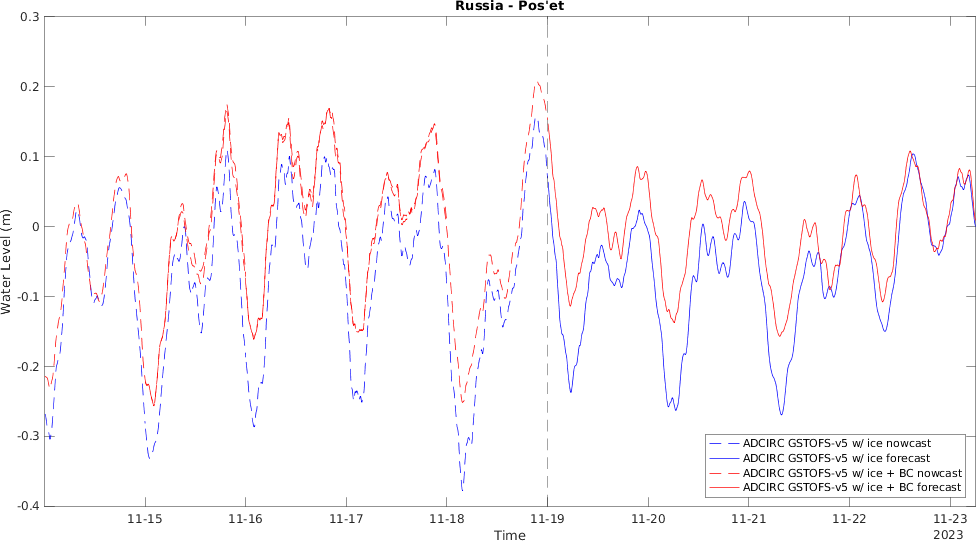 Russia - Pos'et
0.3
0.2
0.1
0
-0.1
-0.2
-0.3
-0.4
Water Level (m)
11-15
11-16
11-17
11-18
11-19
11-20
11-21
11-22
11-23
2023
Time
ADCIRC GSTOFS-v5 w/ ice nowcast
ADCIRC GSTOFS-v5 w/ ice forecast
ADCIRC GSTOFS-v5 w/ ice + BC nowcast
ADCIRC GSTOFS-v5 w/ ice + BC forecast